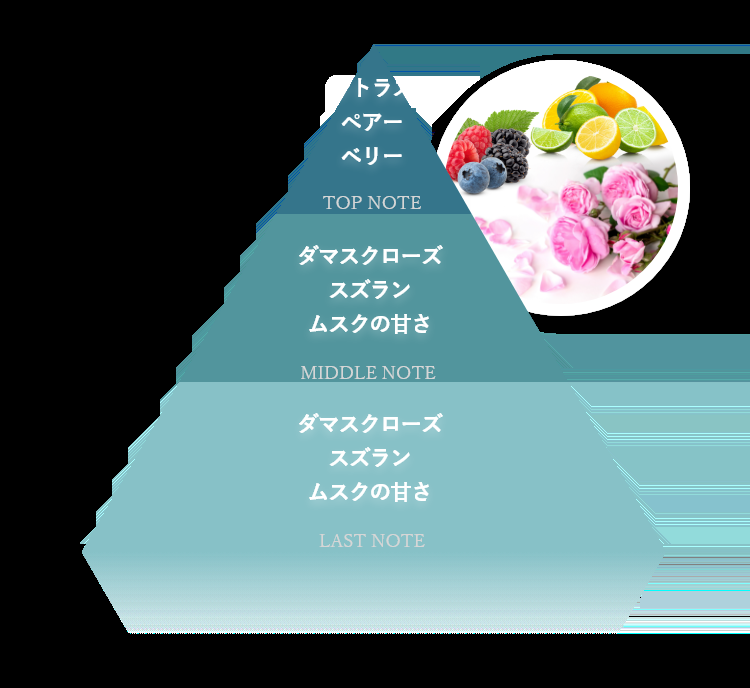 トラス
ペアー
ベリー
TOP NOTE
ダマスクローズ
スズラン
ムスクの甘さ
MIDDLE NOTE
ダマスクローズ
スズラン
ムスクの甘さ
LAST NOTE